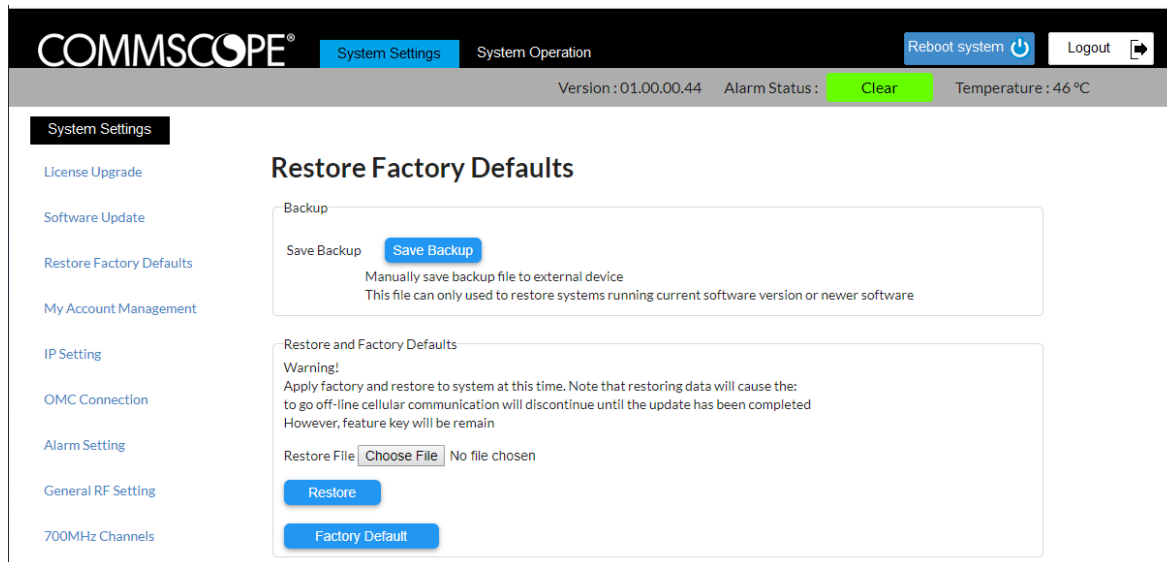 COMMSCOPE®
System Settings
System Operation
Reboot system
Logout
Version : 01.00.00.44
Alarm Status :
Clear
Temperature : 46 ºC
System Settings
License Upgrade
Software Update
Restore Factory Defaults
My Account Management
IP Setting
OMC Connection
Alarm Setting
General RF Setting
700MHz Channels
Restore Factory Defaults
Backup
Save Backup
Save Backup
Manually save backup file to external device
This file can only used to restore systems running current software version or newer software
Restore and Factory Defaults
Warning!
Apply factory and restore to system at this time. Note that restoring data will cause the:
to go off-line cellular communication will discontinue until the update has been completed
However, feature key will be remain
Restore File Choose File No file chosen
Restore
Factory Default